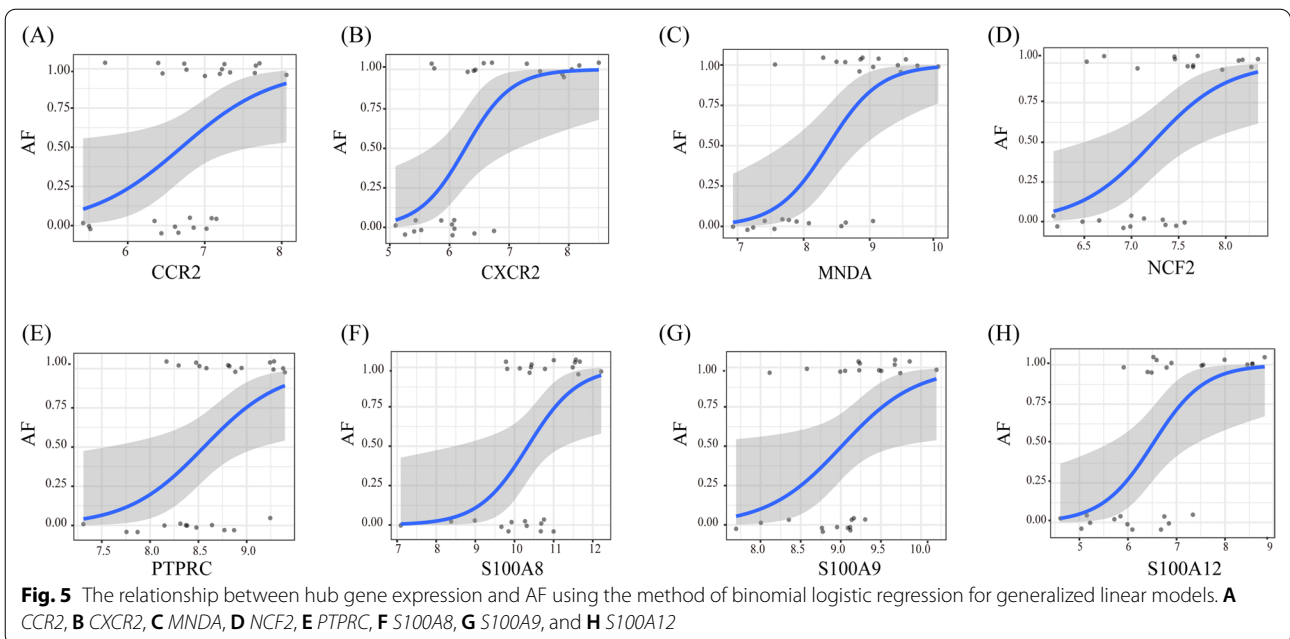 (A)
(B)
(C)
(D)
AF
1.00
0.75
0.50
0.25
0.00
6
7
8
CCR2
AF
1.00
0.75
0.50
0.25
0.00
5
6
7
8
CXCR2
AF
1.00
0.75
0.50
0.25
0.00
7
8
9
10
MNDA
AF
1.00
0.75
0.50
0.25
0.00
6.5
7.0
7.5
8.0
NCF2
(E)
(F)
(G)
(H)
AF
1.00
0.75
0.50
0.25
0.00
7.5
8.0
8.5
9.0
PTPRC
AF
1.00
0.75
0.50
0.25
0.00
7
8
9
10
11
12
S100A8
AF
1.00
0.75
0.50
0.25
0.00
8.0
8.5
9.0
9.5
10.0
S100A9
AF
1.00
0.75
0.50
0.25
0.00
5
6
7
8
9
S100A12
Fig. 5 The relationship between hub gene expression and AF using the method of binomial logistic regression for generalized linear models. A
CCR2, B CXCR2, C MNDA, D NCF2, E PTPRC, F S100A8, G S100A9, and H S100A12